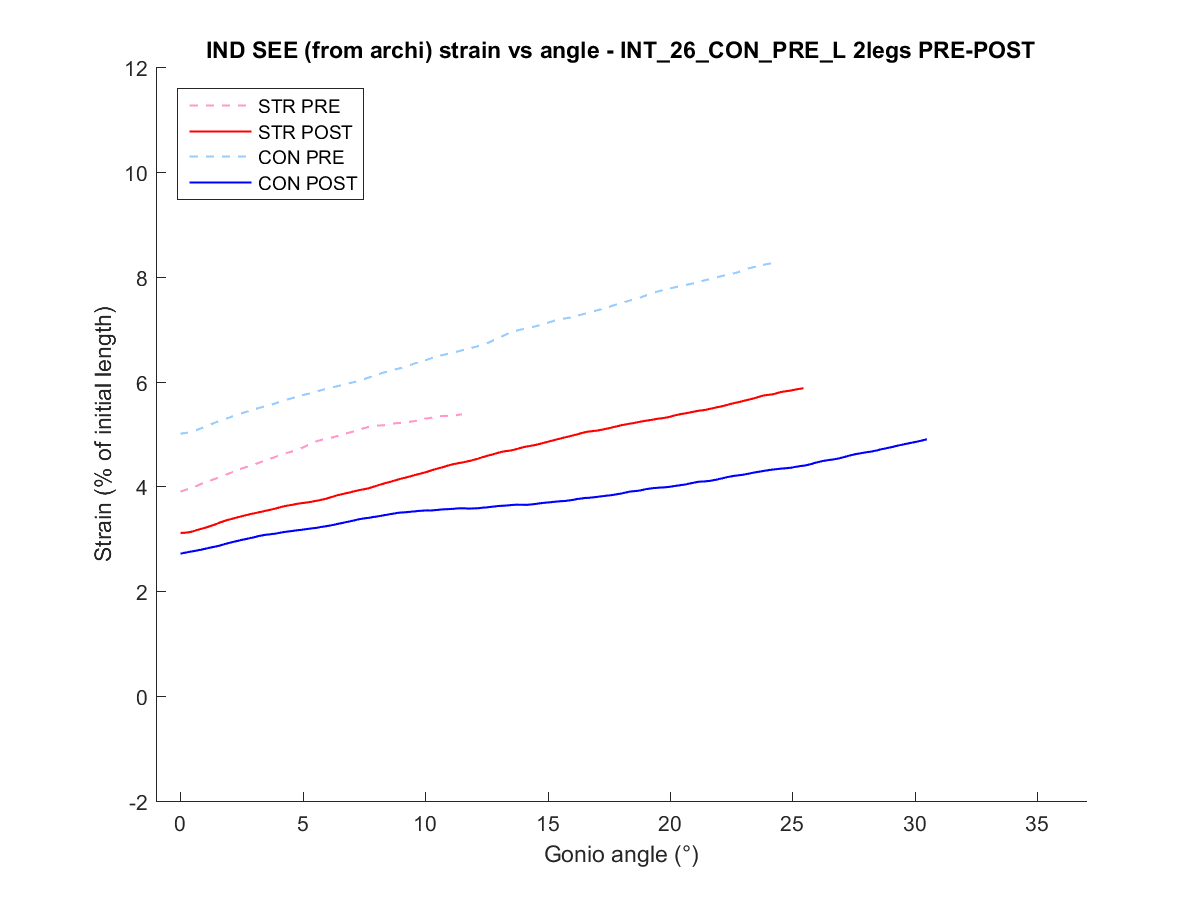 IND SEE (from archi) strain vs angle - INT_26_CON_PRE_L 2legs PRE-POST
STR PRE
STR POST
CON PRE
CON POST
12
10
8
6
4
2
0
-2
Strain (% of initial length)
0 5 10 15 20 25 30 35
Gonio angle (°)